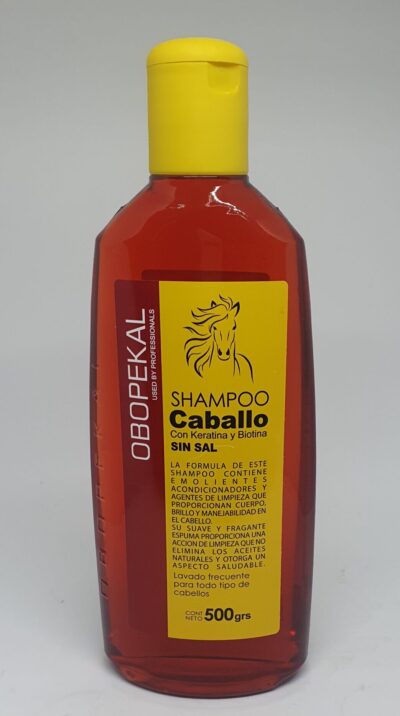 OBOPEKAL
USED BY PROFESSIONALS
SHAMPOO
Caballo
Con Keratina y Biotina
SIN SAL
LA FORMULA DE ESTE
SHAMPOO CONTIENE
EMOLIENTES
ACONDICIONADORES Y
AGENTES DE LIMPIEZA QUE
PROPORCIONAN CUERPO,
BRILLO Y MANEJABILIDAD EN
EL CABELLO.
SU SUAVE Y FRAGANTE
ESPUMA PROPORCIONA UNA
ACCION DE LIMPIEZA QUE NO
ELIMINA LOS ACEITES
NATURALES Y OTORGA UN
ASPECTO SALUDABLE.
Lavado frecuente
para todo tipo de
cabellos
CONT
NETO 500grs